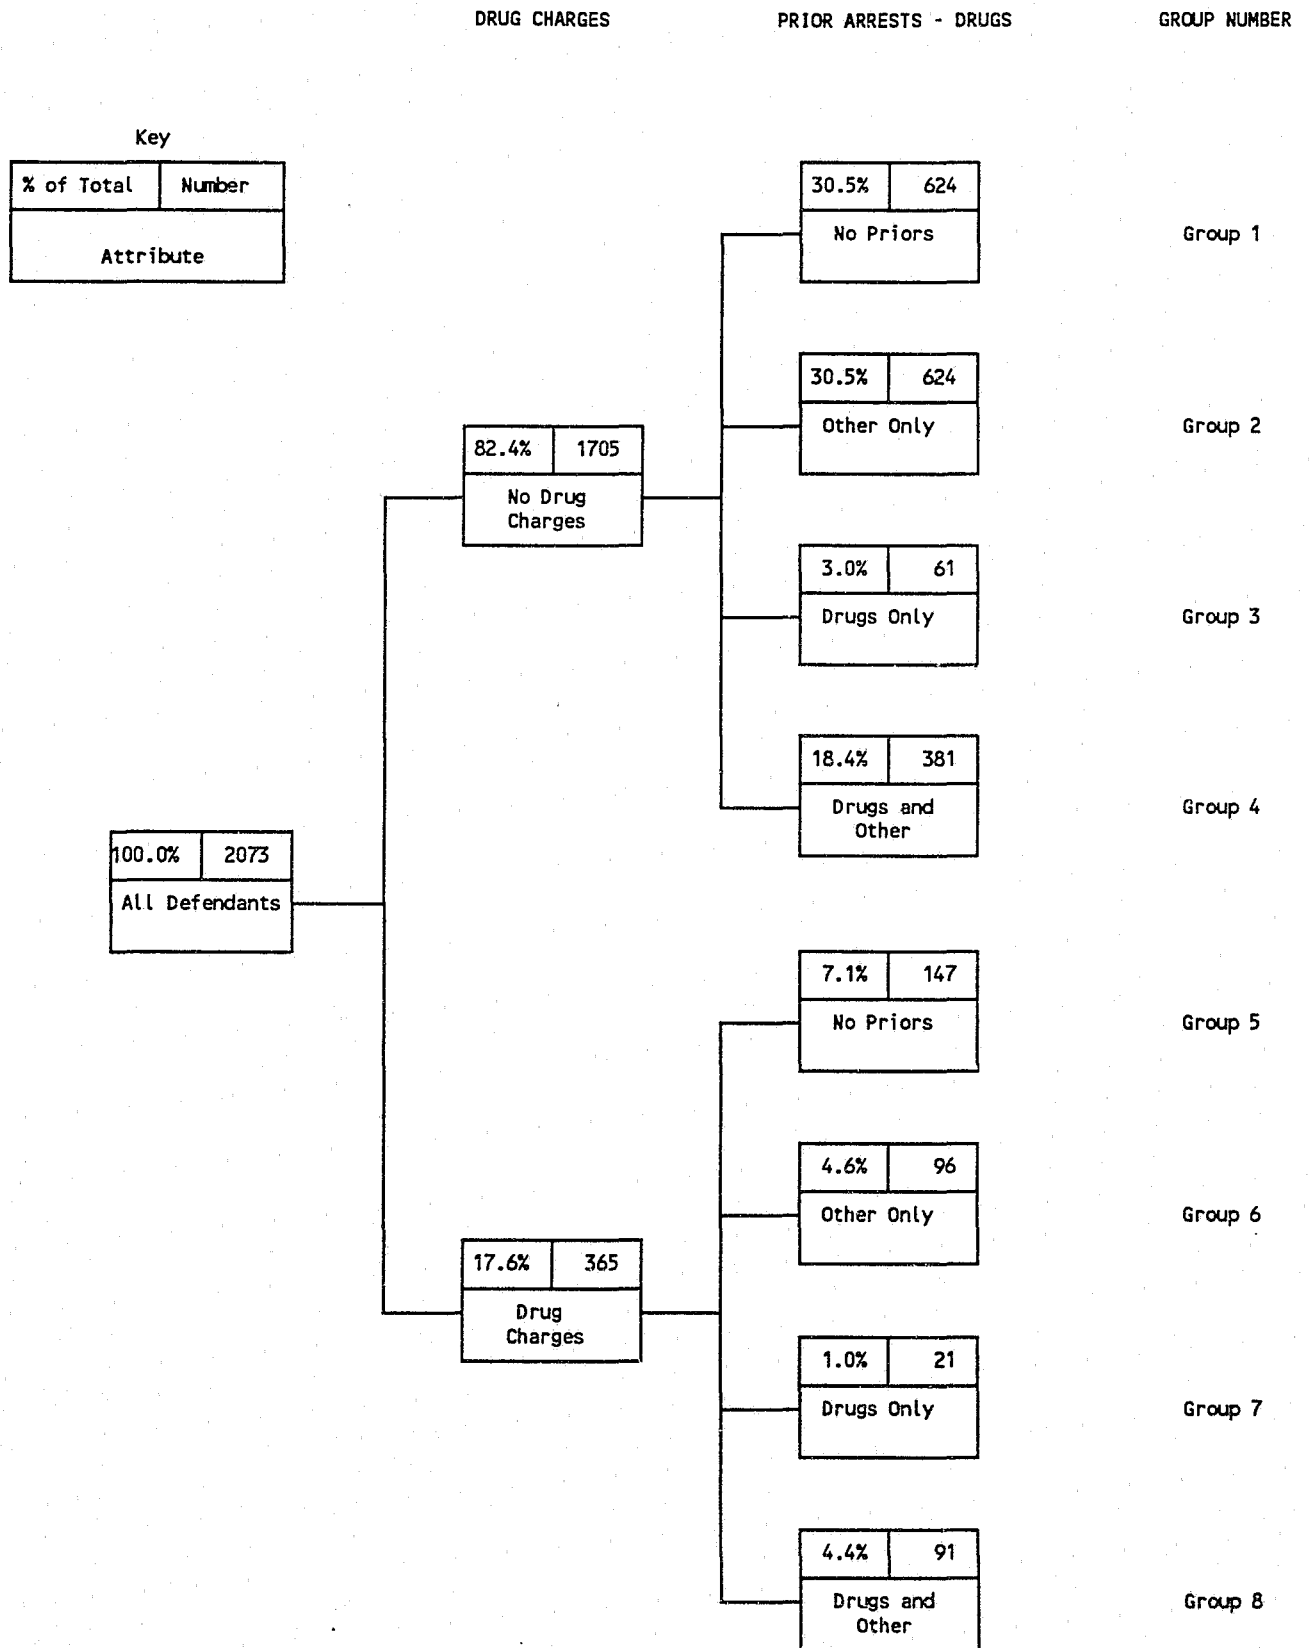 DRUG CHARGES PRIOR ARRESTS - DRUGS GROUP NUMBER
Key
% of Total Number
Attribute
30.5% 624
No Priors
Group 1
30.5% 624
Other Only
Group 2
82.4% 1705
No Drug
Charges
3.0% 61
Drugs Only
Group 3
18.4% 381
Drugs and
Other
Group 4
100.0% 2073
All Defendants
7.1% 147
No Priors
Group 5
4.6% 96
Other Only
Group 6
17.6% 365
Drug
Charges
1.0% 21
Drugs Only
Group 7
4.4% 91
Drugs and
Other
Group 8